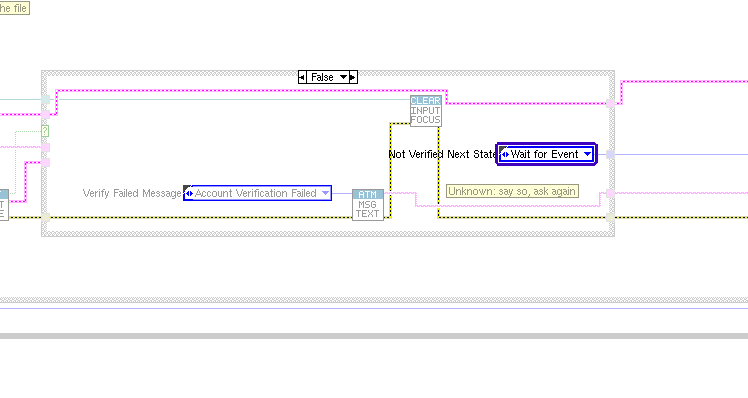 he file
False
CLEAR
INPUT
FOCUS
Not Verified Next State
Wait for Event
?
Verify Failed Message
Account Verification Failed
ATM
MSG
TEXT
Unknown: say so, ask again
T
E